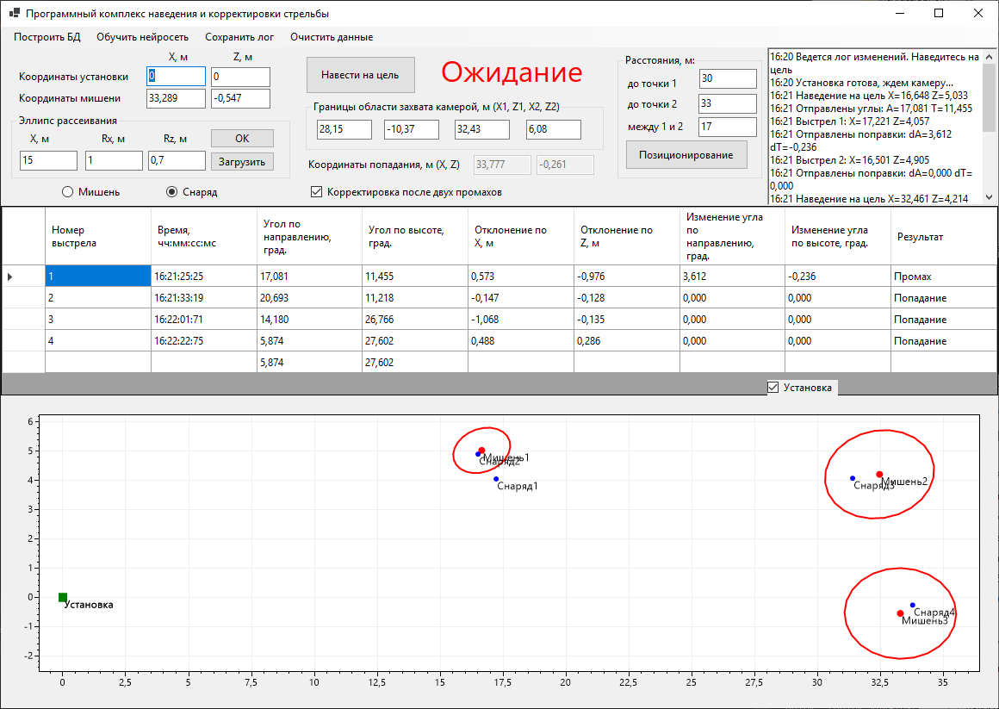 Программный комплекс наведения и корректировки стрельбы
Построить БД Обучить нейросеть Сохранить лог Очистить данные
X, м Z, м
Координаты установки 0 0
Координаты мишени 33,289 -0,547
Эллипс рассеивания
X, м Rx, м Rz, м OK
15 1 0,7 Загрузить
Мишень Снаряд
Навести на цель Ожидание
Границы области захвата камерой, м (X1, Z1, X2, Z2)
28,15 -10,37 32,43 6,08
Координаты попадания, м (X, Z) 33,777 -0,261
Корректировка после двух промахов
Расстояния, м:
до точки 1 30
до точки 2 33
между 1 и 2 17
Позиционирование
16:20 Ведется лог изменений. Наведитесь на
цель
16:20 Установка готова, ждем камеру...
16:21 Наведение на цель X=16,648 Z=5,033
16:21 Отправлены углы: A=17,081 T=11,455
16:21 Выстрел 1: X=17,221 Z=4,057
16:21 Отправлены поправки: dA=3,612
dT=-0,236
16:21 Выстрел 2: X=16,501 Z=4,905
16:21 Отправлены поправки: dA=0,000 dT=
0,000
16:21 Наведение на цель X=32,461 Z=4,214
Номер
выстрела
Время,
чч:мм:сс:мс
Угол по
направлению,
град.
Угол по высоте,
град.
Отклонение по
X, м
Отклонение по
Z, м
Изменение угла
по
направлению,
град.
Изменение угла
по высоте, град.
Результат
1 16:21:25:25 17,081 11,455 0,573 -0,976 3,612 -0,236 Промах
2 16:21:33:19 20,693 11,218 -0,147 -0,128 0,000 0,000 Попадание
3 16:22:01:71 14,180 26,766 -1,068 -0,135 0,000 0,000 Попадание
4 16:22:22:75 5,874 27,602 0,488 0,286 0,000 0,000 Попадание
5,874 27,602
Установка
6
5
4
3
2
1
0
-1
-2
Мишень1
Снаряд2
Снаряд1
Мишень2
Снаряд3
Установка
Снаряд4
Мишень3
0 2,5 5 7,5 10 12,5 15 17,5 20 22,5 25 27,5 30 32,5 35